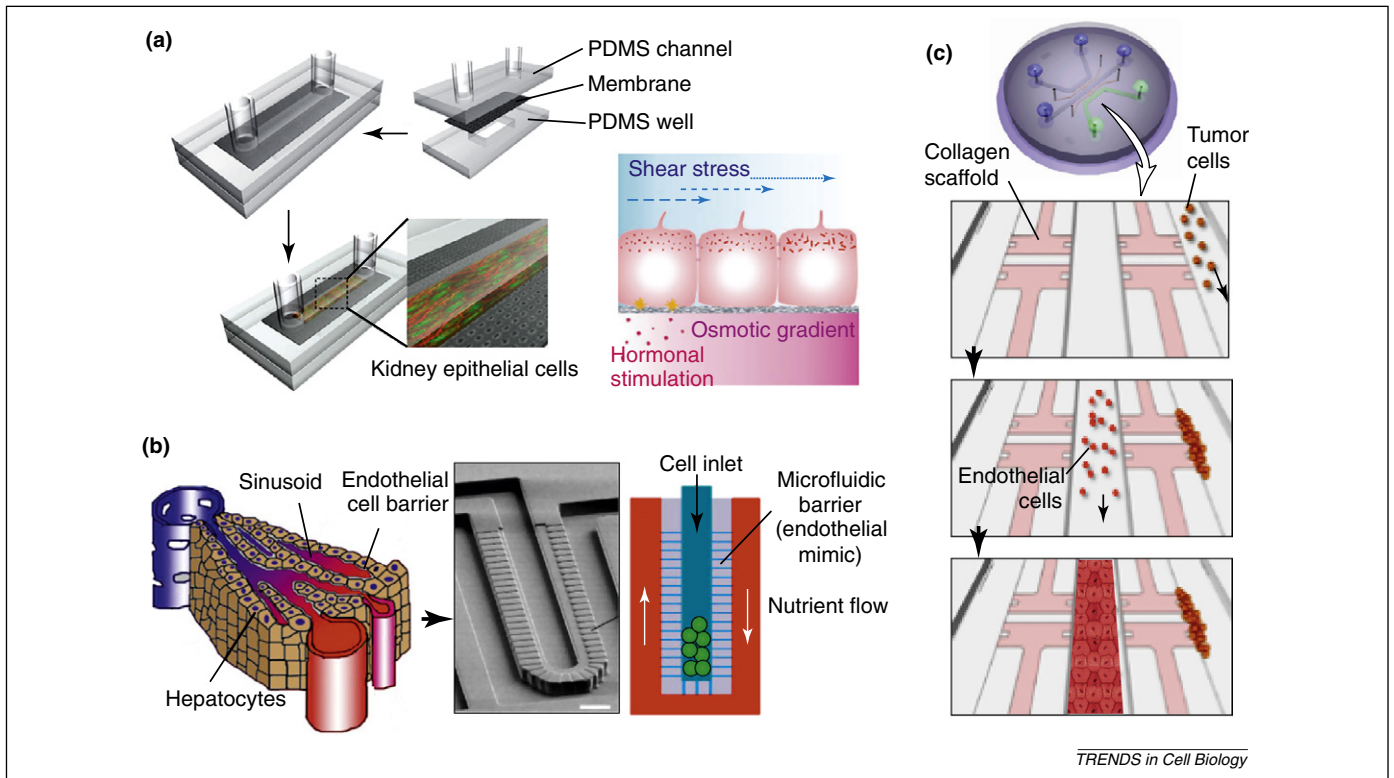 (a)
PDMS channel
Membrane
PDMS well
Shear stress
Osmotic gradient
Hormonal
stimulation
Kidney epithelial cells
(b)
Sinusoid
Endothelial
cell barrier
Hepatocytes
Cell inlet
Microfluidic
barrier
(endothelial
mimic)
Nutrient flow
(c)
Collagen
scaffold
Tumor
cells
Endothelial
cells
TRENDS in Cell Biology